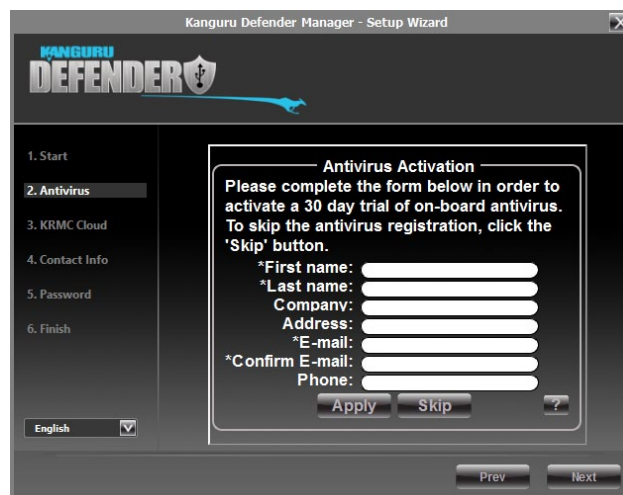 Kanguru Defender Manager - Setup Wizard
X
KANGURU
DEFENDER
1. Start
2. Antivirus
3. KRMC Cloud
4. Contact Info
5. Password
6. Finish
English
Antivirus Activation
Please complete the form below in order to
activate a 30 day trial of on-board antivirus.
To skip the antivirus registration, click the
'Skip' button.
*First name:
*Last name:
Company:
Address:
*E-mail:
*Confirm E-mail:
Phone:
Apply Skip ?
Prev Next